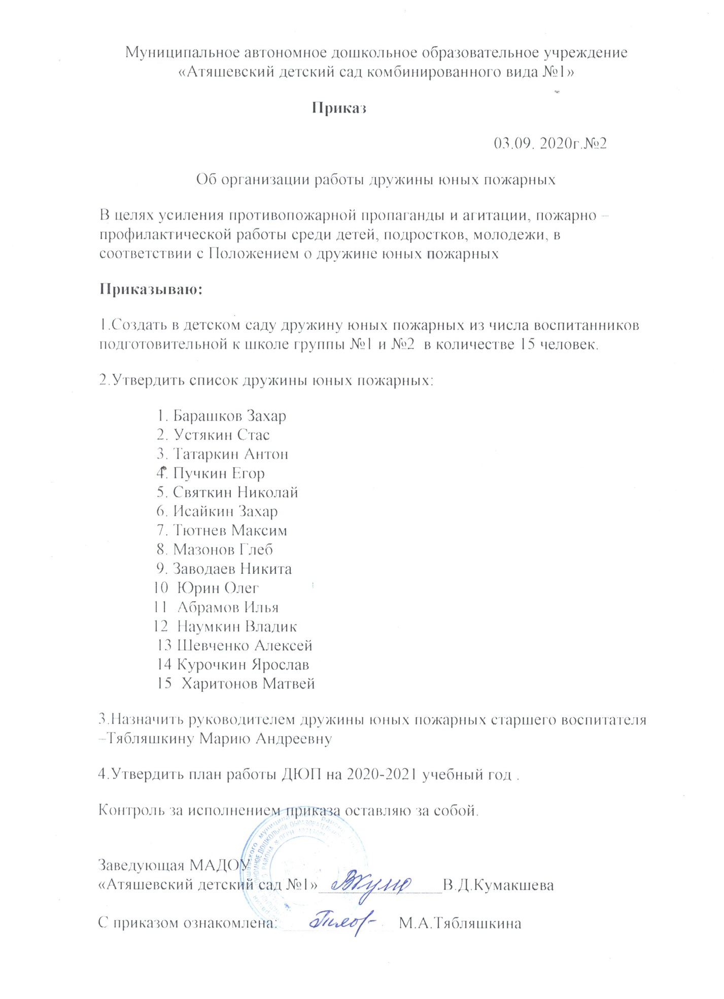 Муниципальное автономное дошкольное образовательное учреждение
«Атяшевский детский сад комбинированного вида №1»
Приказ
03.09. 2020г.№2
Об организации работы дружины юных пожарных
В целях усиления противопожарной пропаганды и агитации, пожарно –
профилактической работы среди детей, подростков, молодежи, в
соответствии с Положением о дружине юных пожарных
Приказываю:
1.Создать в детском саду дружину юных пожарных из числа воспитанников
подготовительной к школе группы №1 и №2  в количестве 15 человек.
2.Утвердить список дружины юных пожарных:
1. Барашков Захар
2. Устякин Стас
3. Татаркин Антон
4. Пучкин Егор
5. Святкин Николай
6. Исайкин Захар
7. Тютнев Максим
8. Мазонов Глеб
9. Заводаев Никита
10  Юрин Олег
11  Абрамов Илья
12  Наумкин Владик
13 Шевченко Алексей
14 Курочкин Ярослав
15  Харитонов Матвей
3.Назначить руководителем дружины юных пожарных старшего воспитателя
–Тябляшкину Марию Андреевну
4.Утвердить план работы ДЮП на 2020-2021 учебный год .
Контроль за исполнением приказа оставляю за собой.
Заведующая МАДОУ
«Атяшевский детский сад №1»_______________В.Д.Кумакшева
С приказом ознакомлена: М.А.Тябляшкина
муниципального района
ДОШКОЛЬНОЕ ОБРАЗОВАТЕЛЬНОЕ
РАЙОНА ОГРН